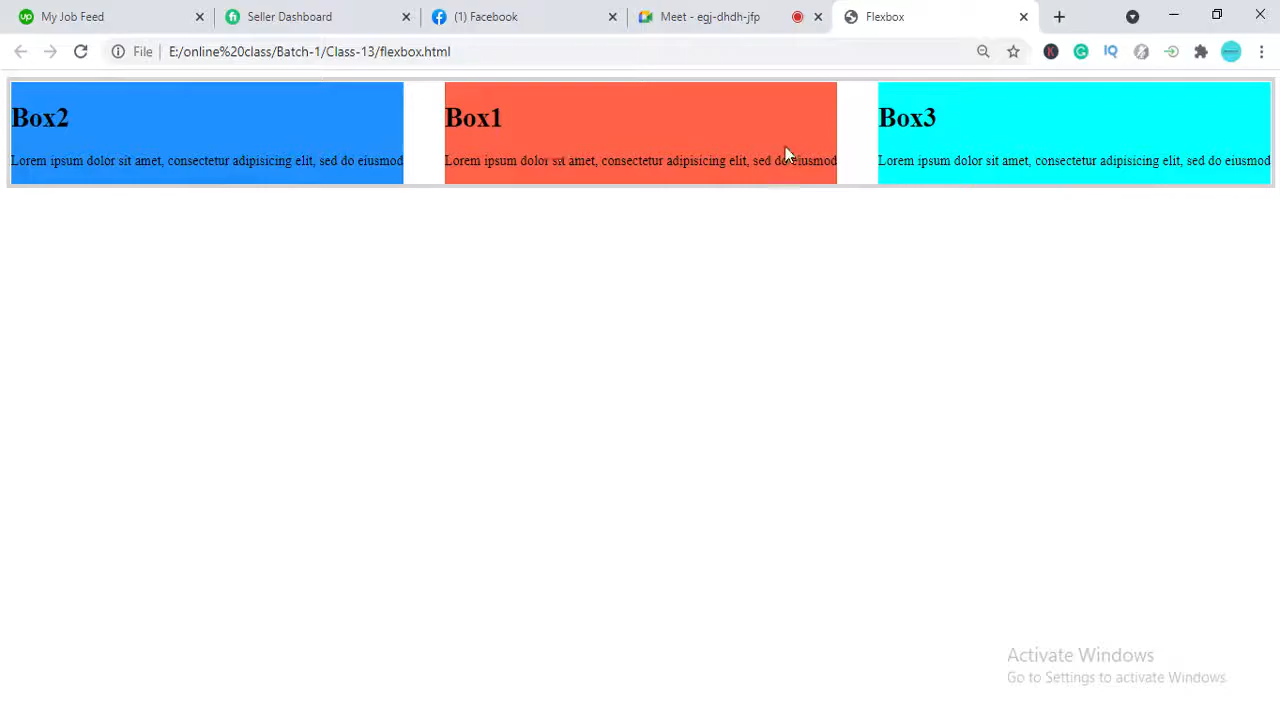 My Job Feed
Seller Dashboard
(1) Facebook
Meet - egj-dhdh-jfp
Flexbox
File
E:/online%20class/Batch-1/Class-13/flexbox.html
Box2
Lorem ipsum dolor sit amet, consectetur adipisicing elit, sed do eiusmod
Box1
Lorem ipsum dolor sit amet, consectetur adipisicing elit, sed do eiusmod
Box3
Lorem ipsum dolor sit amet, consectetur adipisicing elit, sed do eiusmod
Activate Windows
Go to Settings to activate Windows.